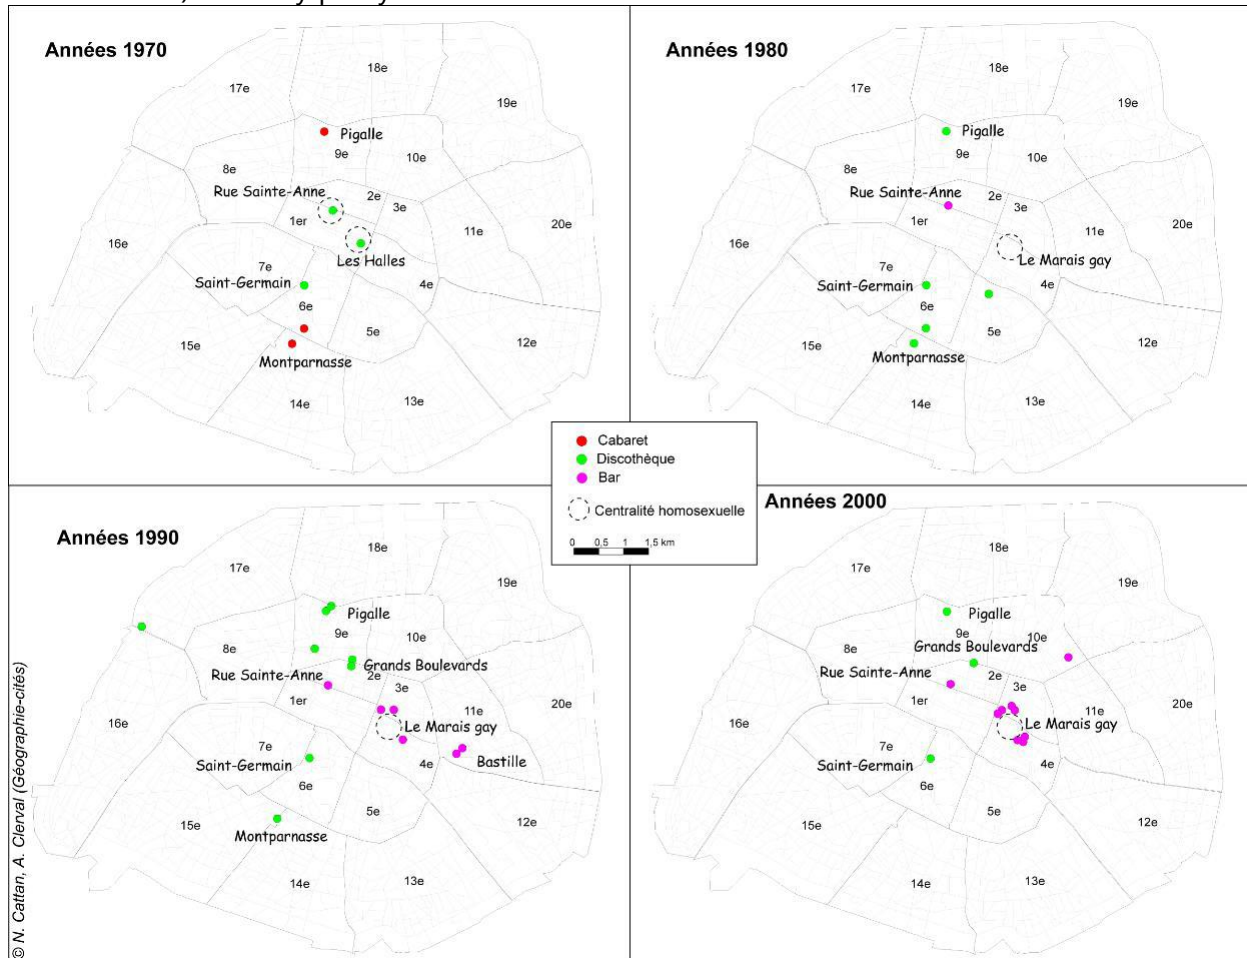 Années 1970
18e
17e
19e
Pigalle
9e
10e
8e
Rue Sainte-Anne
2e
3e
1er
20e
11e
16e
Les Halles
7e
Saint-Germain
4e
6e
5e
15e
12e
Montparnasse
14e
13e
Années 1980
18e
17e
19e
Pigalle
9e
10e
8e
Rue Sainte-Anne
2e
3e
1er
20e
11e
16e
Le Marais gay
7e
Saint-Germain
4e
6e
5e
15e
12e
Montparnasse
14e
13e
Cabaret
Discothèque
Bar
Centralité homosexuelle
0 0,5 1 1,5 km
Années 1990
18e
17e
19e
Pigalle
9e
10e
8e
Grands Boulevards
Rue Sainte-Anne
2e
3e
1er
20e
11e
16e
Le Marais gay
7e
Saint-Germain
4e
Bastille
6e
5e
15e
12e
Montparnasse
14e
13e
Années 2000
18e
17e
19e
Pigalle
9e
10e
Grands Boulevards
8e
Rue Sainte-Anne
2e
3e
1er
20e
11e
16e
Le Marais gay
7e
Saint-Germain
4e
6e
5e
15e
12e
14e
13e
© N. Cattan, A. Clerval (Géographie-cités)